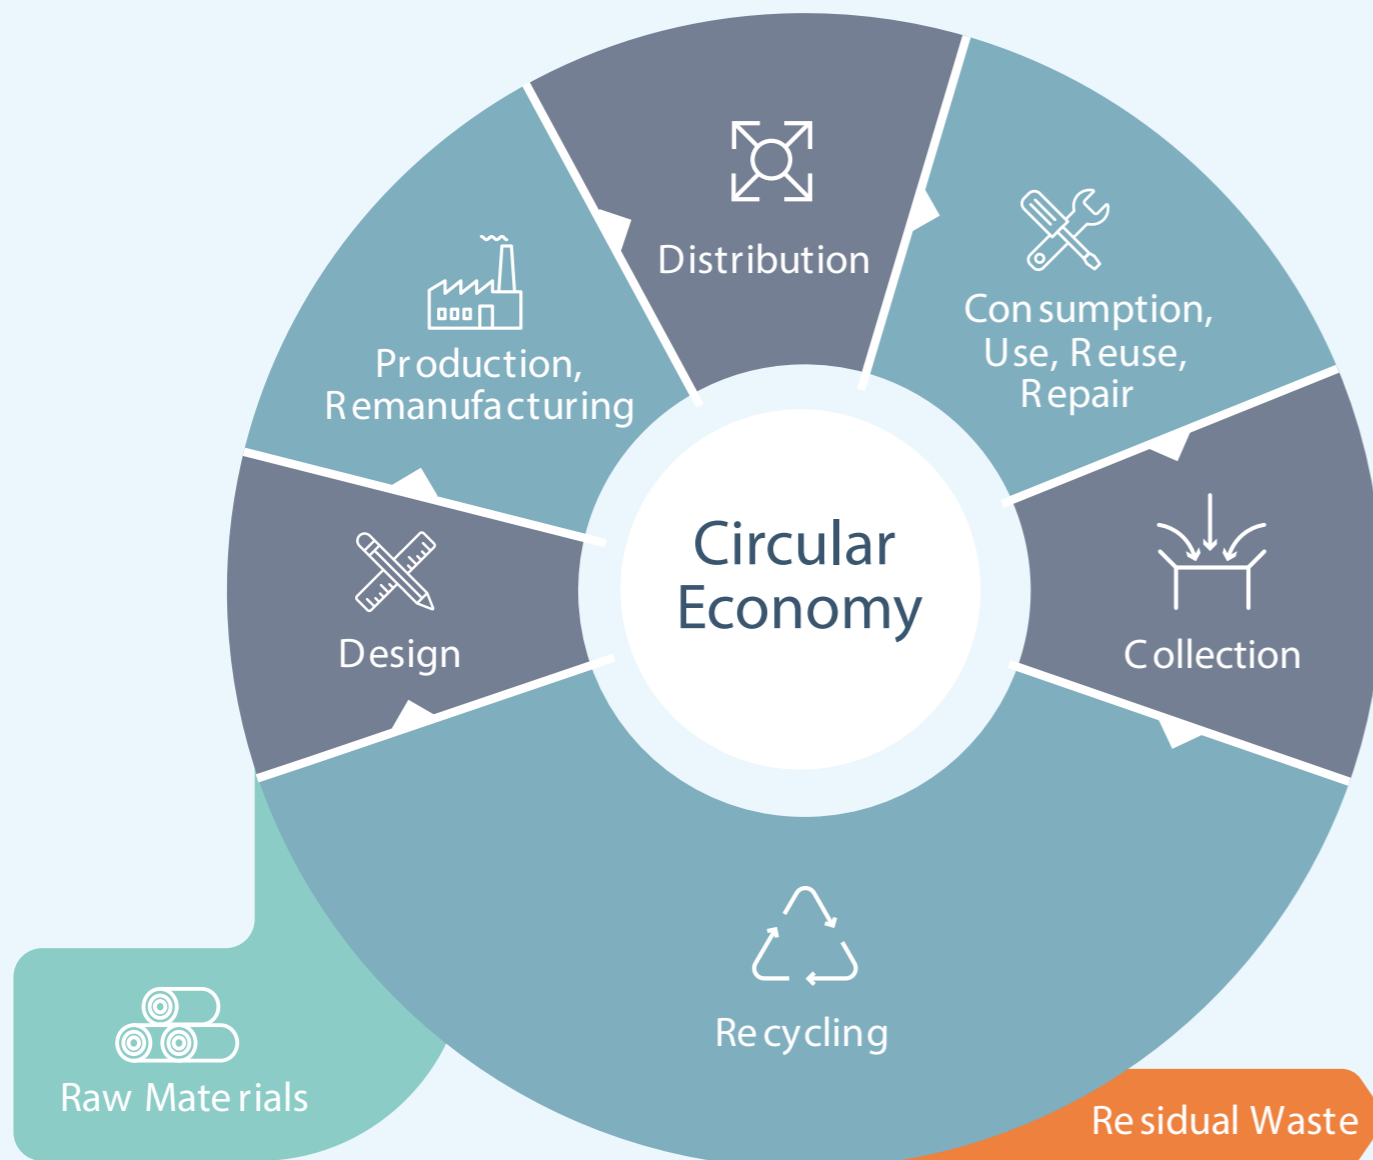 Distribution
Consumption,
Use, Reuse,
Repair
Production,
Remanufacturing
Circular
Economy
Design
Collection
Recycling
Raw Materials
Residual Waste